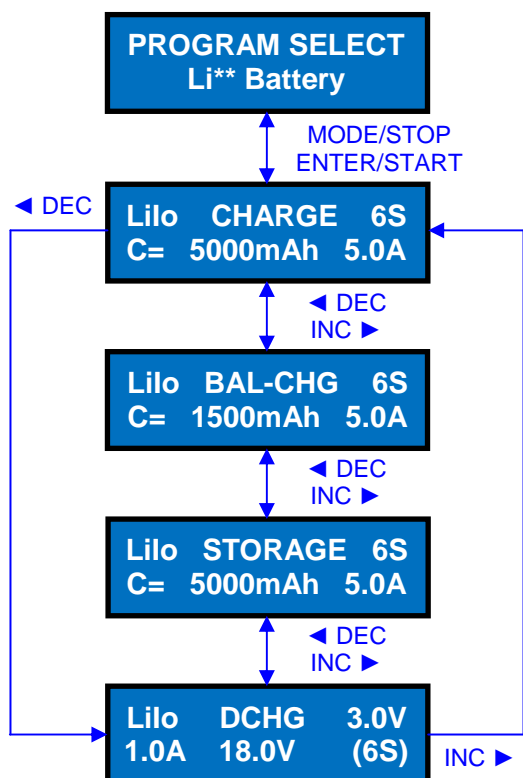 PROGRAM SELECT
Li** Battery
MODE/STOP
ENTER/START
◄ DEC
LiIo CHARGE 6S
C= 5000mAh 5.0A
◄ DEC
INC ►
LiIo BAL-CHG 6S
C= 1500mAh 5.0A
◄ DEC
INC ►
LiIo STORAGE 6S
C= 5000mAh 5.0A
◄ DEC
INC ►
LiIo DCHG 3.0V
1.0A 18.0V (6S)
INC ►